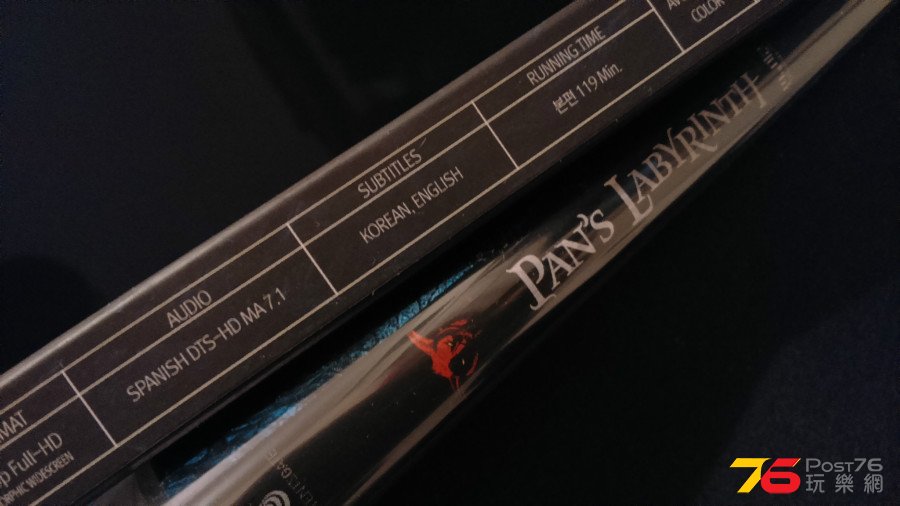 RUNNING TIME
본편 119 Min.
COLOR
SUBTITLES
KOREAN, ENGLISH
AUDIO
SPANISH DTS-HD MA 7.1
Full-HD
WIDESCREEN
PAN'S LABYRINTH
76 POST76
玩樂網